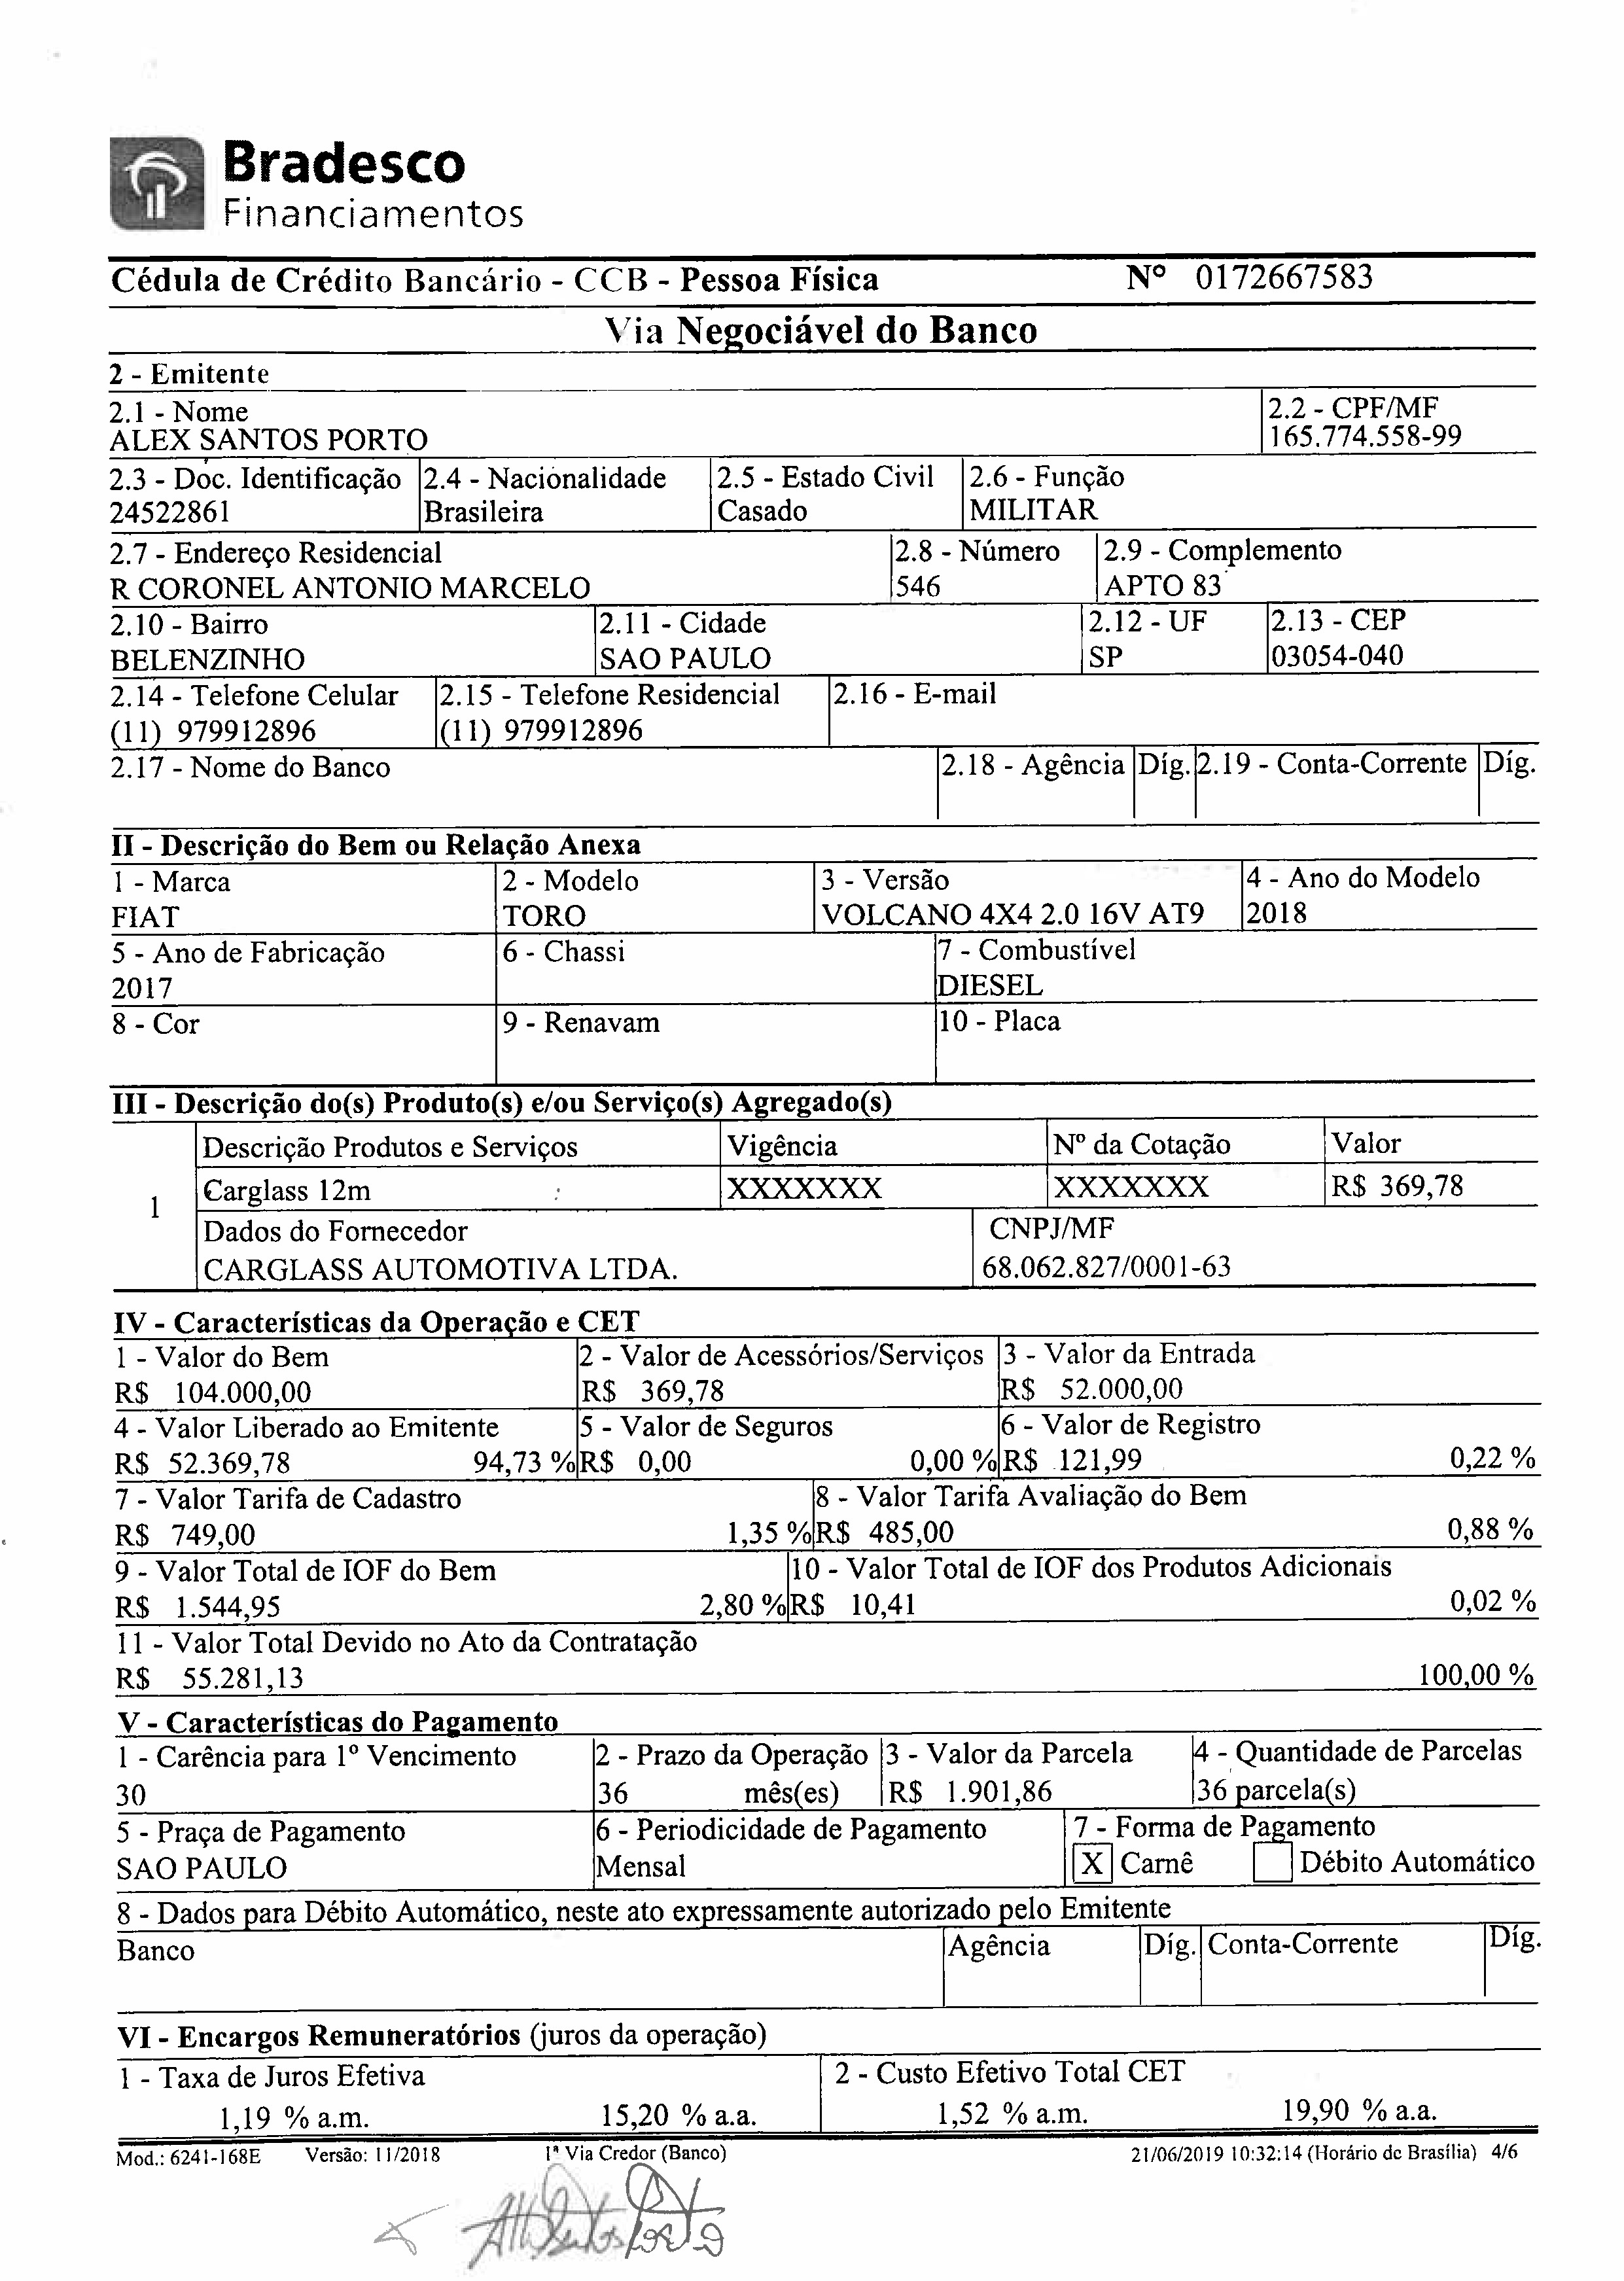 Bradesco
Financiamentos
Cédula de Crédito Bancário - CCB - Pessoa Física Nº 0172667583
Via Negociável do Banco
2 - Emitente
2.1 - Nome 2.2 - CPF/MF
ALEX SANTOS PORTO 165.774.558-99
2.3 - Doc. Identificação 2.4 - Nacionalidade 2.5 - Estado Civil 2.6 - Função
24522861 Brasileira Casado MILITAR
2.7 - Endereço Residencial 2.8 - Número 2.9 - Complemento
R CORONEL ANTONIO MARCELO 546 APTO 83
2.10 - Bairro 2.11 - Cidade 2.12 - UF 2.13 - CEP
BELENZINHO SAO PAULO SP 03054-040
2.14 - Telefone Celular 2.15 - Telefone Residencial 2.16 - E-mail
(11) 979912896 (11) 979912896
2.17 - Nome do Banco 2.18 - Agência Díg. 2.19 - Conta-Corrente Díg.
II - Descrição do Bem ou Relação Anexa
1 - Marca 2 - Modelo 3 - Versão 4 - Ano do Modelo
FIAT TORO VOLCANO 4X4 2.0 16V AT9 2018
5 - Ano de Fabricação 6 - Chassi 7 - Combustível
2017 DIESEL
8 - Cor 9 - Renavam 10 - Placa
III - Descrição do(s) Produto(s) e/ou Serviço(s) Agregado(s)
Descrição Produtos e Serviços Vigência Nº da Cotação Valor
1 Carglass 12m XXXXXXX XXXXXXX R$ 369,78
Dados do Fornecedor CNPJ/MF
CARGLASS AUTOMOTIVA LTDA. 68.062.827/0001-63
IV - Características da Operação e CET
1 - Valor do Bem 2 - Valor de Acessórios/Serviços 3 - Valor da Entrada
R$ 104.000,00 R$ 369,78 R$ 52.000,00
4 - Valor Liberado ao Emitente 5 - Valor de Seguros 6 - Valor de Registro
R$ 52.369,78 94,73 % R$ 0,00 0,00 % R$ 121,99 0,22 %
7 - Valor Tarifa de Cadastro 8 - Valor Tarifa Avaliação do Bem
R$ 749,00 1,35 % R$ 485,00 0,88 %
9 - Valor Total de IOF do Bem 10 - Valor Total de IOF dos Produtos Adicionais
R$ 1.544,95 2,80 % R$ 10,41 0,02 %
11 - Valor Total Devido no Ato da Contratação
R$ 55.281,13 100,00 %
V - Características do Pagamento
1 - Carência para 1º Vencimento 2 - Prazo da Operação 3 - Valor da Parcela 4 - Quantidade de Parcelas
30 36 mês(es) R$ 1.901,86 36 parcela(s)
5 - Praça de Pagamento 6 - Periodicidade de Pagamento 7 - Forma de Pagamento
SAO PAULO Mensal X Carnê Débito Automático
8 - Dados para Débito Automático, neste ato expressamente autorizado pelo Emitente
Banco Agência Díg. Conta-Corrente Díg.
VI - Encargos Remuneratórios (juros da operação)
1 - Taxa de Juros Efetiva 2 - Custo Efetivo Total CET
1,19 % a.m. 15,20 % a.a. 1,52 % a.m. 19,90 % a.a.
Mod.: 6241-168E Versão: 11/2018 1ª Via Credor (Banco) 21/06/2019 10:32:14 (Horário de Brasília) 4/6